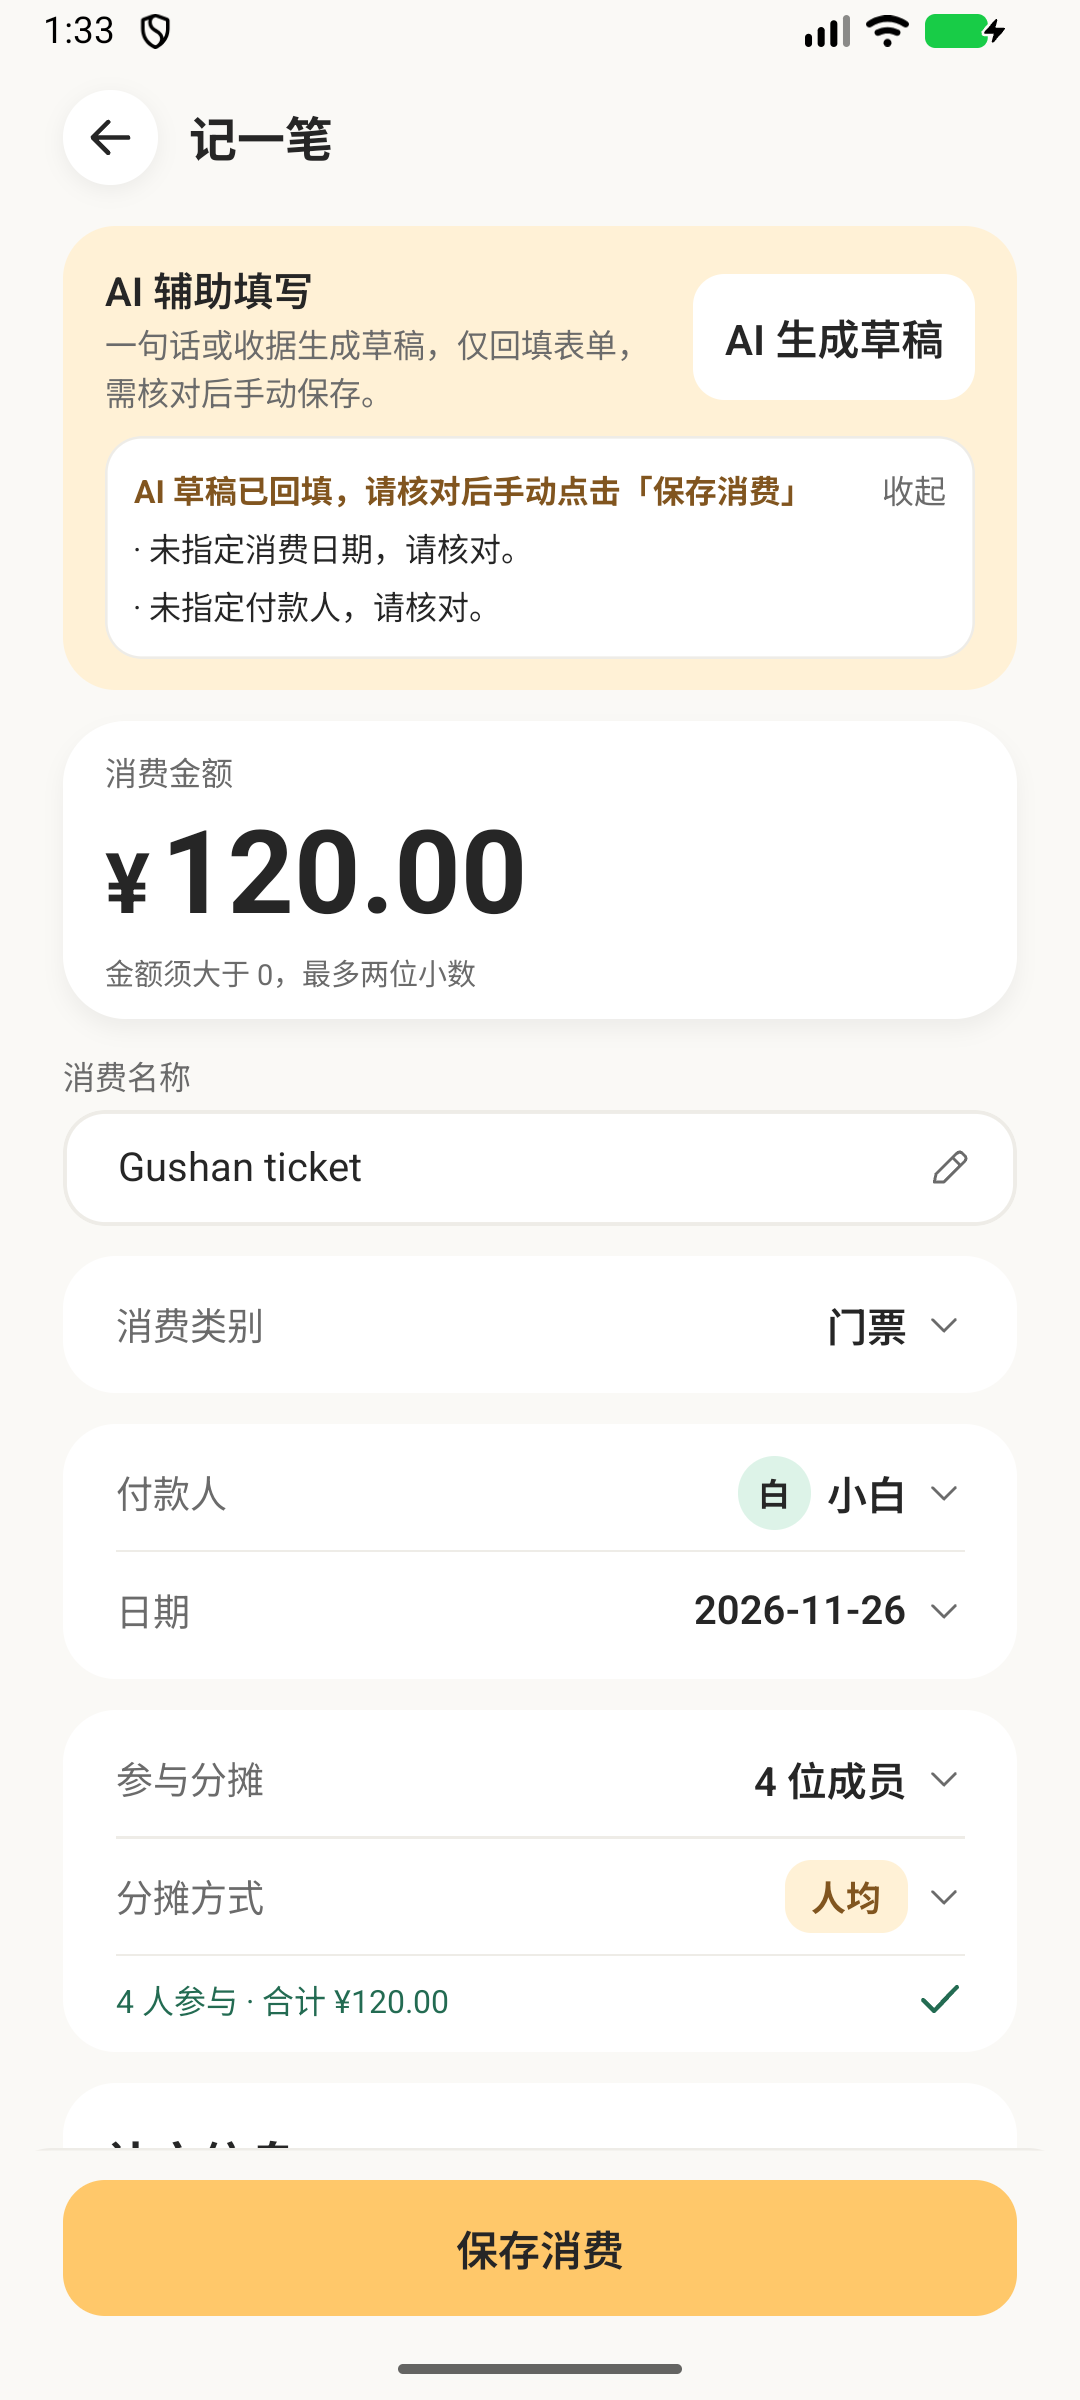 1:33
记一笔
AI 辅助填写
一句话或收据生成草稿，仅回填表单，
需核对后手动保存。
AI 生成草稿
AI 草稿已回填，请核对后手动点击「保存消费」
收起
· 未指定消费日期，请核对。
· 未指定付款人，请核对。
消费金额
¥120.00
金额须大于 0，最多两位小数
消费名称
Gushan ticket
消费类别
门票
付款人
白 小白
日期
2026-11-26
参与分摊
4 位成员
分摊方式
人均
4 人参与 · 合计 ¥120.00
保存消费